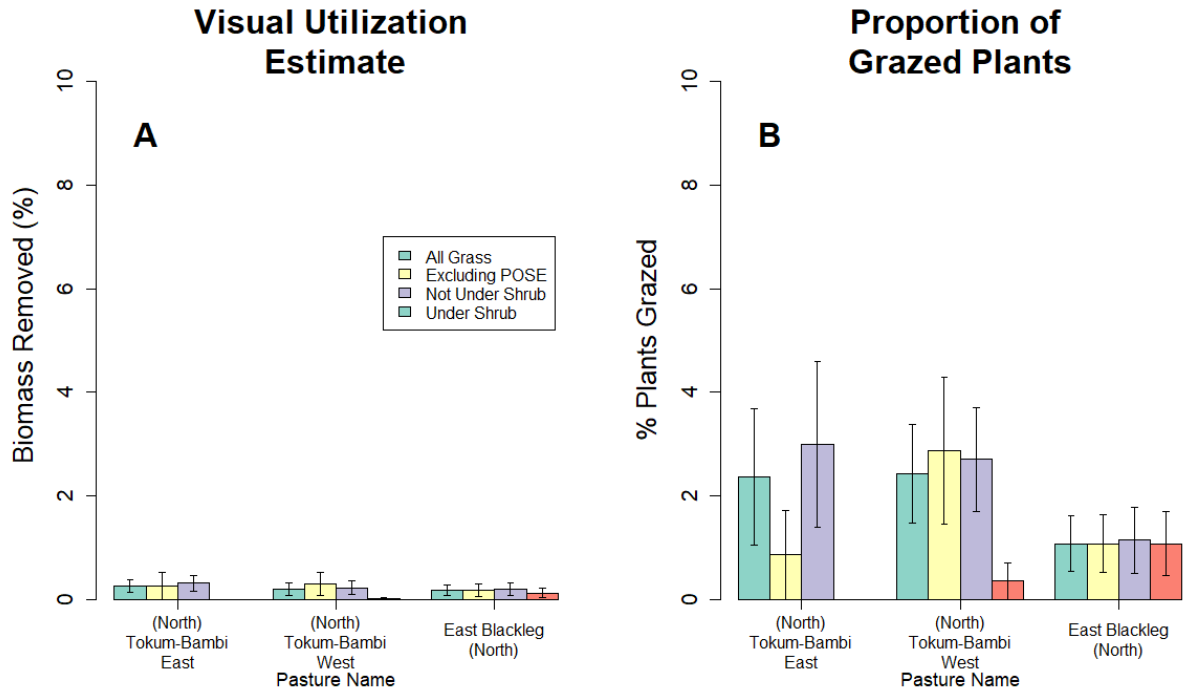 Visual Utilization
Estimate
A
Biomass Removed (%)
10
8
6
4
2
0
All Grass
Excluding POSE
Not Under Shrub
Under Shrub
(North)
Tokum-Bambi
East
(North)
Tokum-Bambi
West
East Blackleg
(North)
Pasture Name
Proportion of
Grazed Plants
B
% Plants Grazed
10
8
6
4
2
0
(North)
Tokum-Bambi
East
(North)
Tokum-Bambi
West
East Blackleg
(North)
Pasture Name